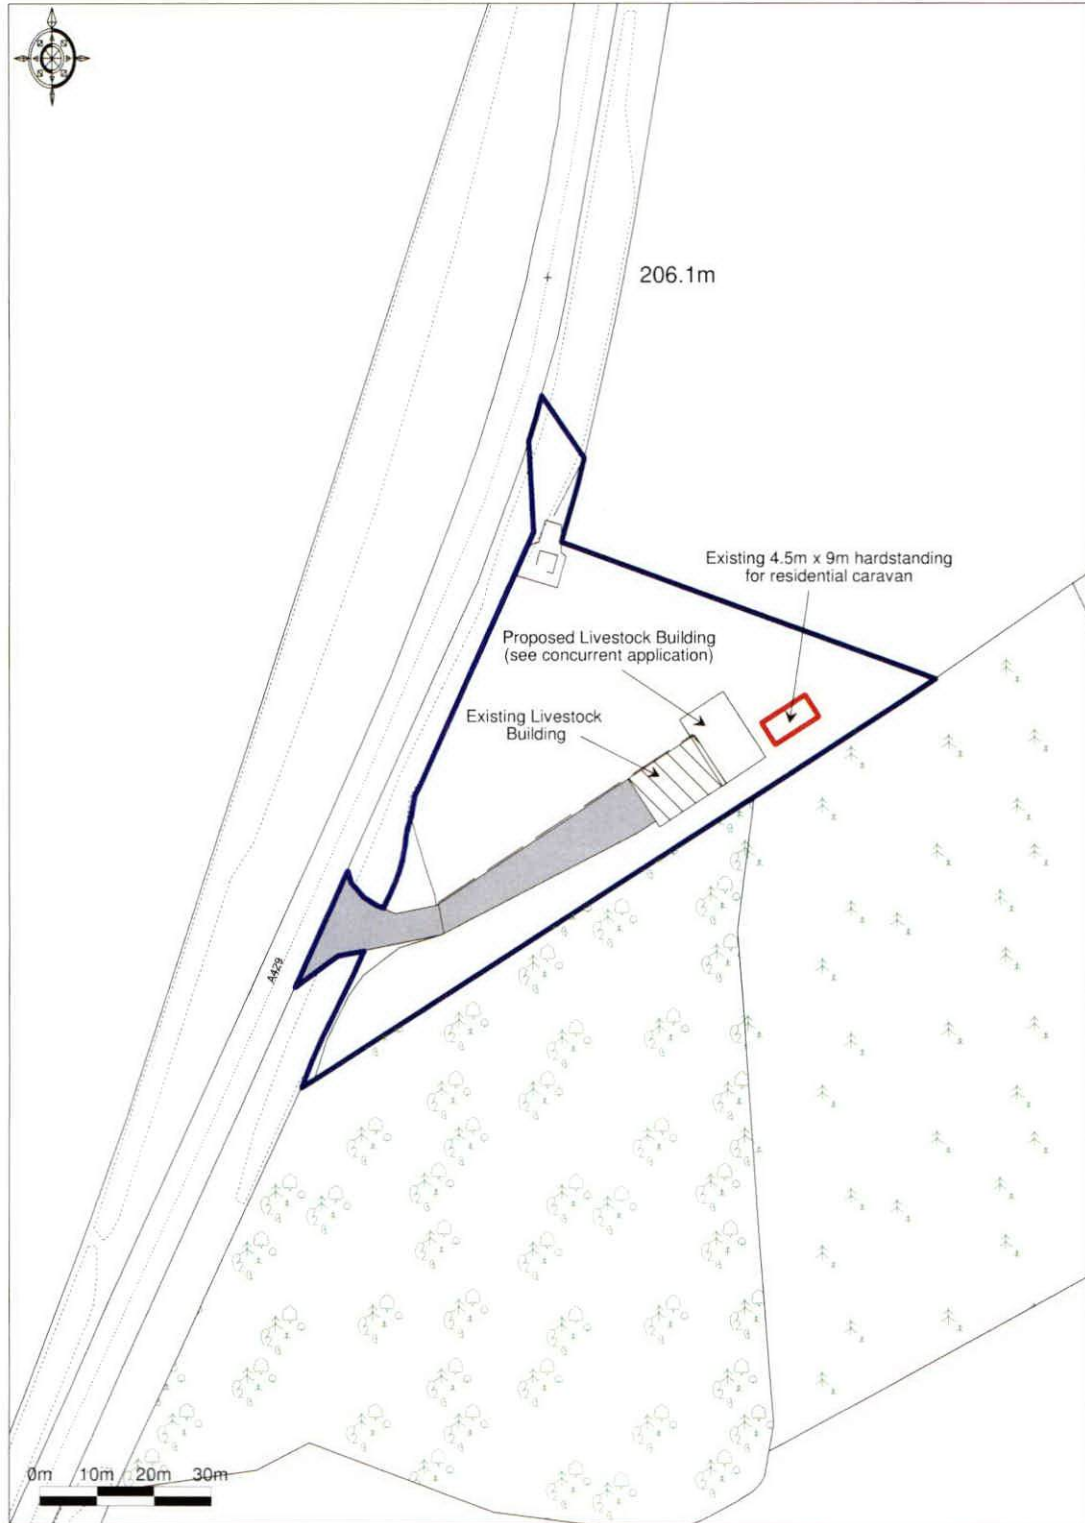 206.1m
Existing 4.5m x 9m hardstanding
for residential caravan
Proposed Livestock Building
(see concurrent application)
Existing Livestock
Building
A429
0m 10m 20m 30m